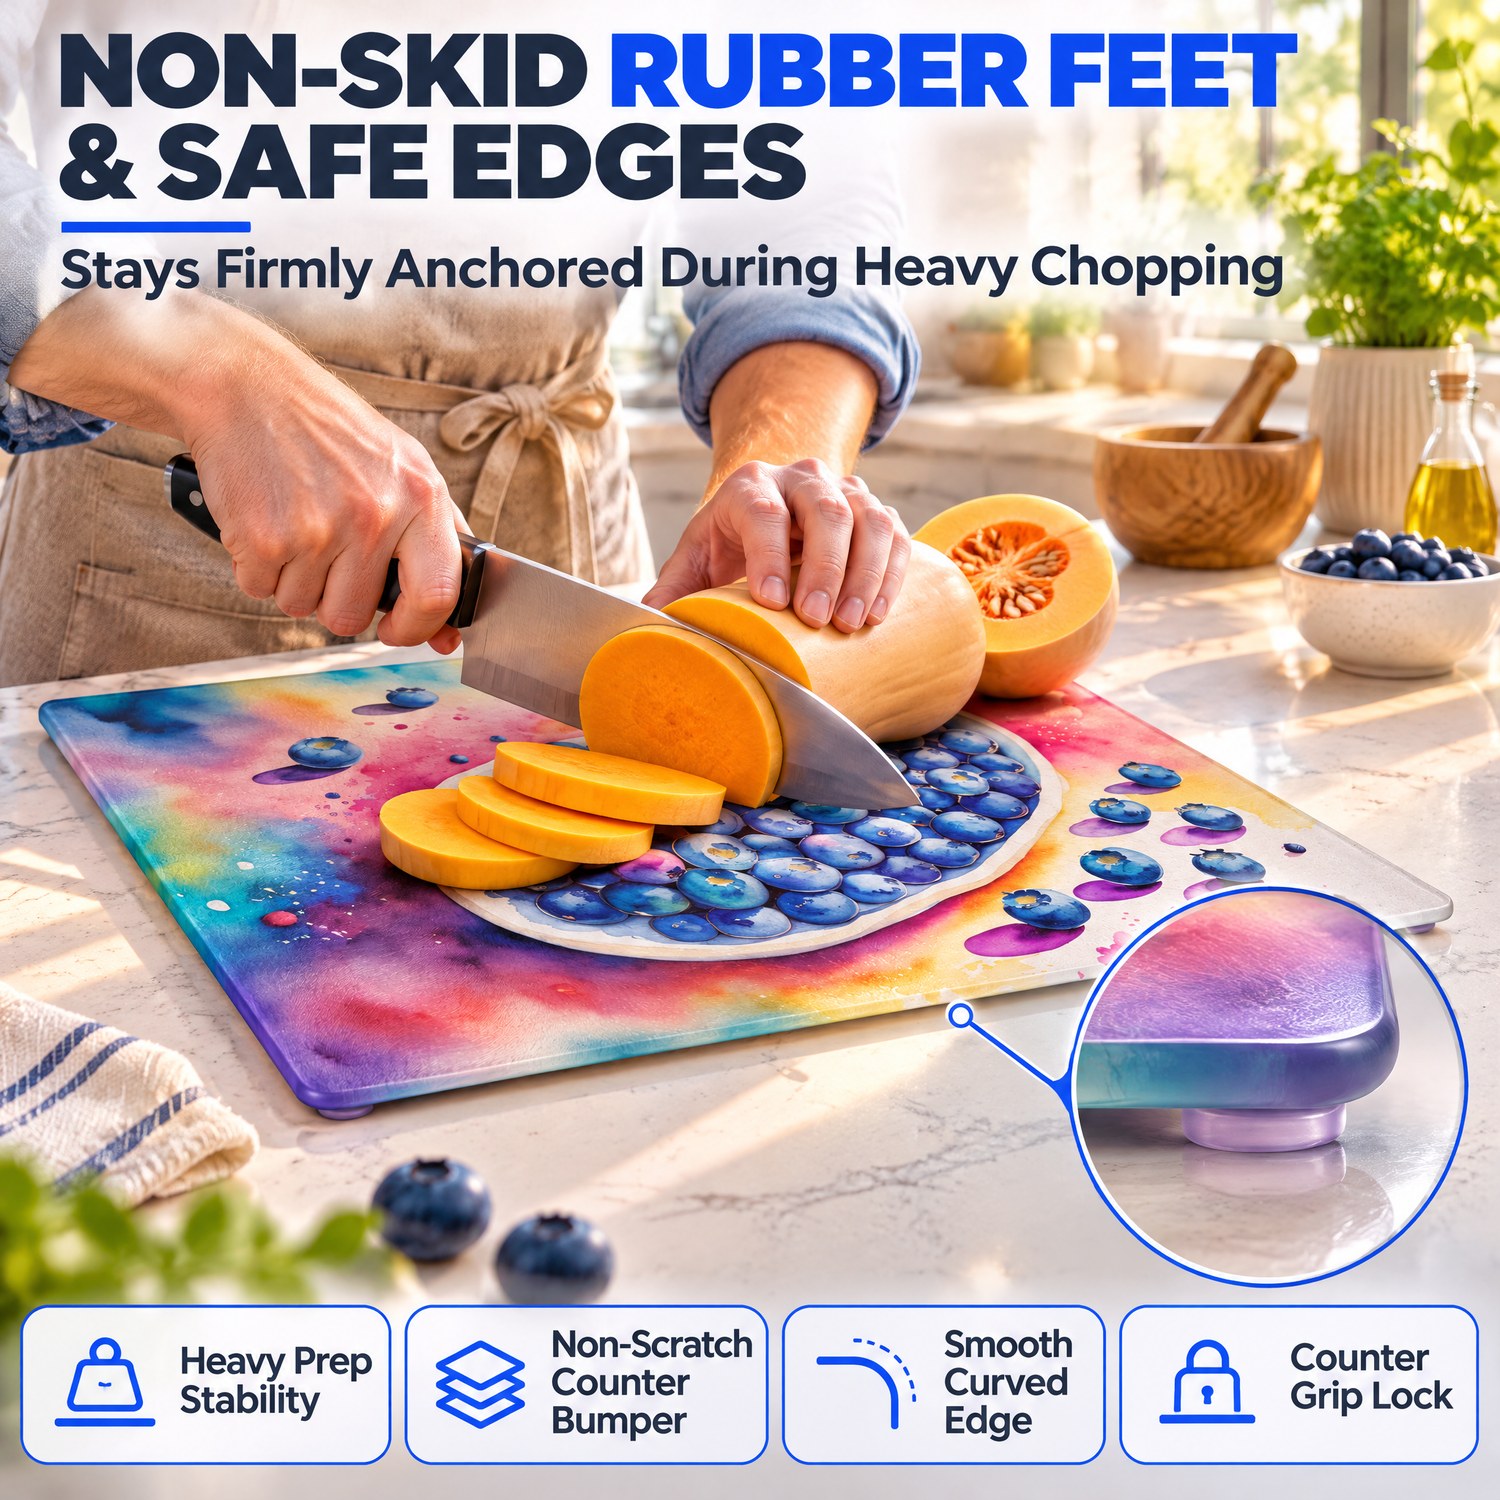 NON-SKID RUBBER FEET
& SAFE EDGES
Stays Firmly Anchored During Heavy Chopping
Heavy Prep
Stability
Non-Scratch
Counter
Bumper
Smooth
Curved
Edge
Counter
Grip Lock